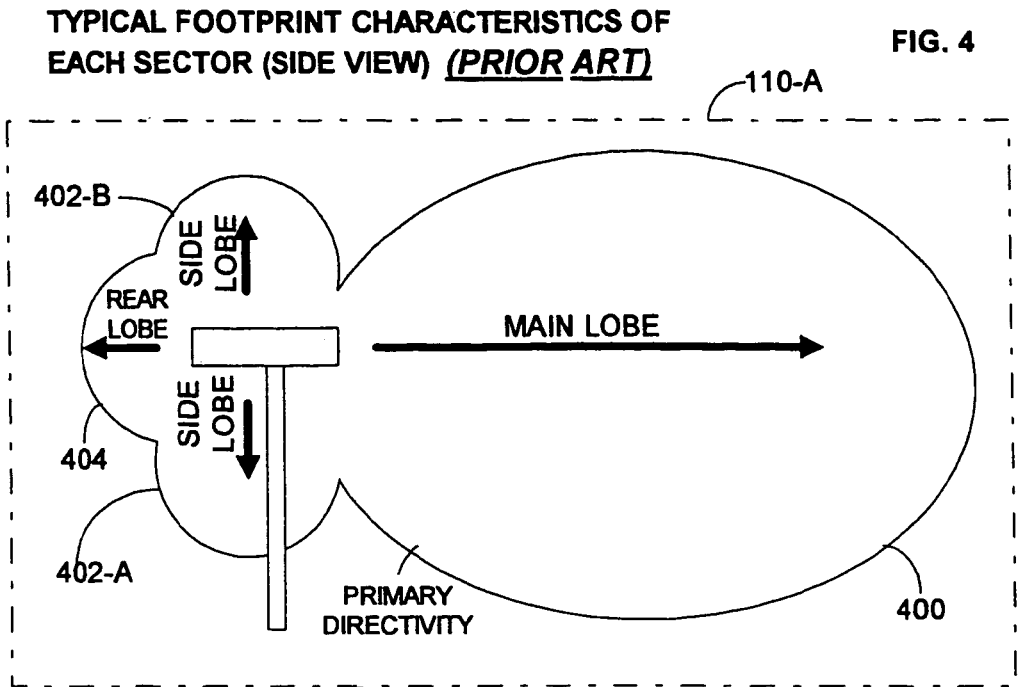 TYPICAL FOOTPRINT CHARACTERISTICS OF
EACH SECTOR (SIDE VIEW) (PRIOR ART)
FIG. 4
110-A
402-B
SIDE
LOBE
REAR
LOBE
MAIN LOBE
SIDE
LOBE
404
402-A
PRIMARY
DIRECTIVITY
400